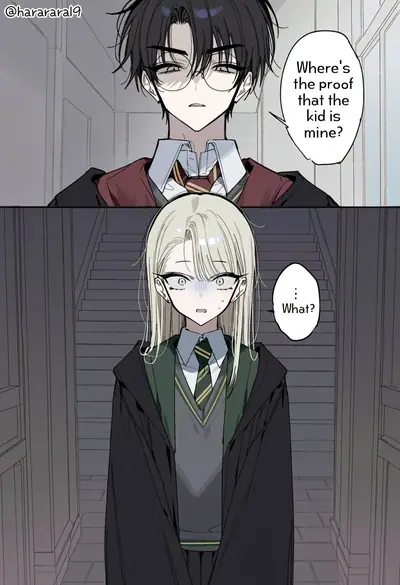 @harararal9
Where's
the proof
that the
kid is
mine?
...
What?